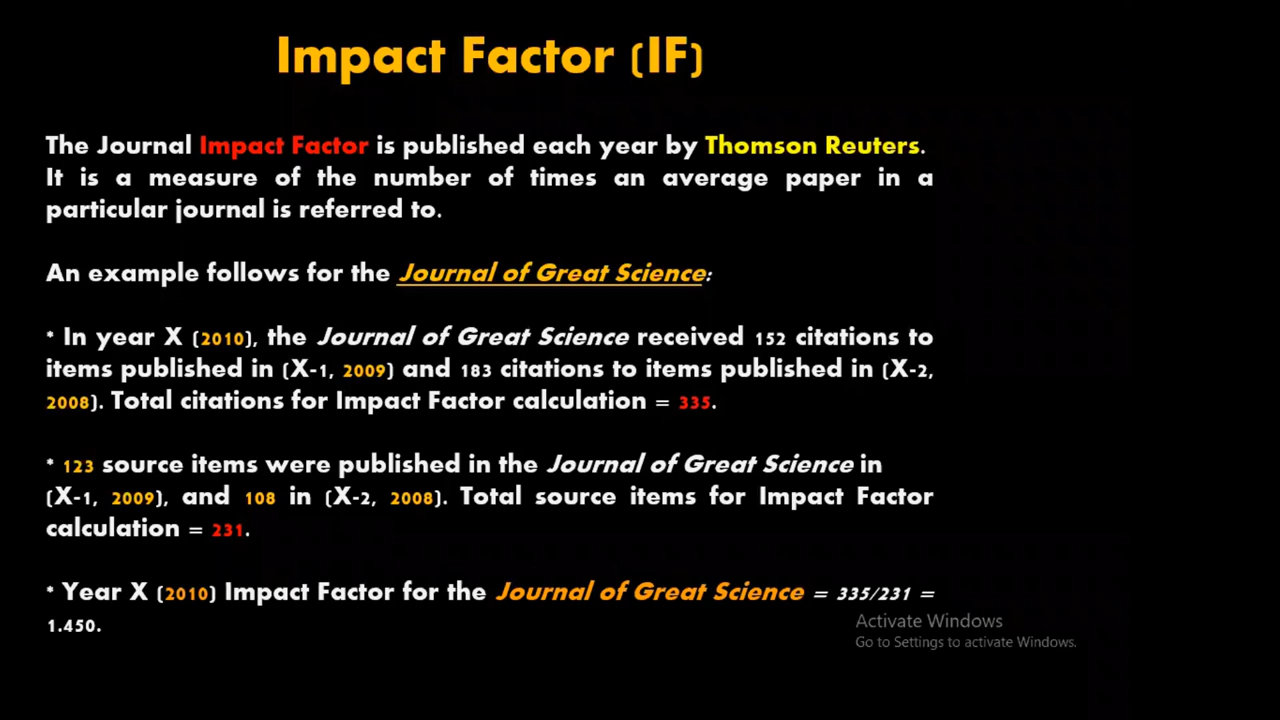 Impact Factor (IF)
The Journal Impact Factor is published each year by Thomson Reuters.
It is a measure of the number of times an average paper in a
particular journal is referred to.
An example follows for the Journal of Great Science:
* In year X (2010), the Journal of Great Science received 152 citations to
items published in (X-1, 2009) and 183 citations to items published in (X-2,
2008). Total citations for Impact Factor calculation = 335.
* 123 source items were published in the Journal of Great Science in
(X-1, 2009), and 108 in (X-2, 2008). Total source items for Impact Factor
calculation = 231.
* Year X (2010) Impact Factor for the Journal of Great Science = 335/231 =
1.450.
Activate Windows
Go to Settings to activate Windows.